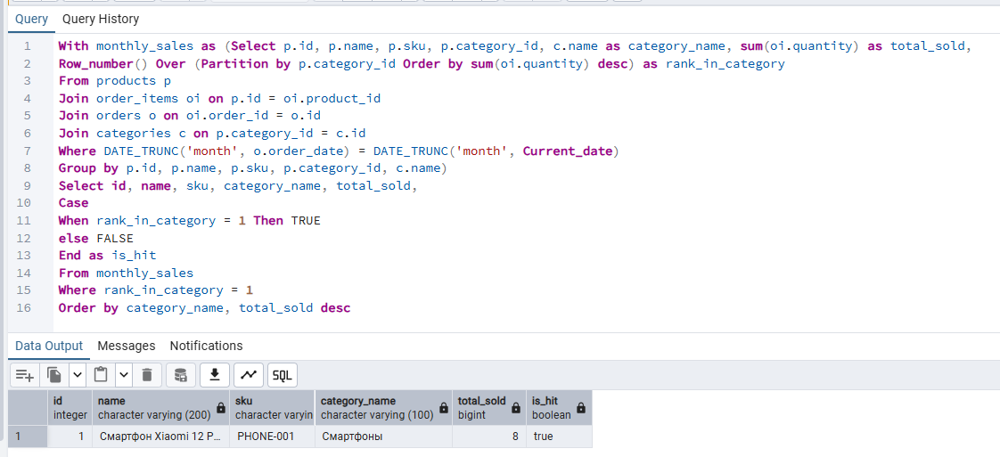 Query Query History
1 With monthly_sales as (Select p.id, p.name, p.sku, p.category_id, c.name as category_name, sum(oi.quantity) as total_sold,
2 Row_number() Over (Partition by p.category_id Order by sum(oi.quantity) desc) as rank_in_category
3 From products p
4 Join order_items oi on p.id = oi.product_id
5 Join orders o on oi.order_id = o.id
6 Join categories c on p.category_id = c.id
7 Where DATE_TRUNC('month', o.order_date) = DATE_TRUNC('month', Current_date)
8 Group by p.id, p.name, p.sku, p.category_id, c.name)
9 Select id, name, sku, category_name, total_sold,
10 Case
11 When rank_in_category = 1 Then TRUE
12 else FALSE
13 End as is_hit
14 From monthly_sales
15 Where rank_in_category = 1
16 Order by category_name, total_sold desc
Data Output Messages Notifications
SQL
id name sku category_name total_sold is_hit
integer character varying (200) character varyin character varying (100) bigint boolean
1 1 Смартфон Xiaomi 12 P... PHONE-001 Смартфоны 8 true